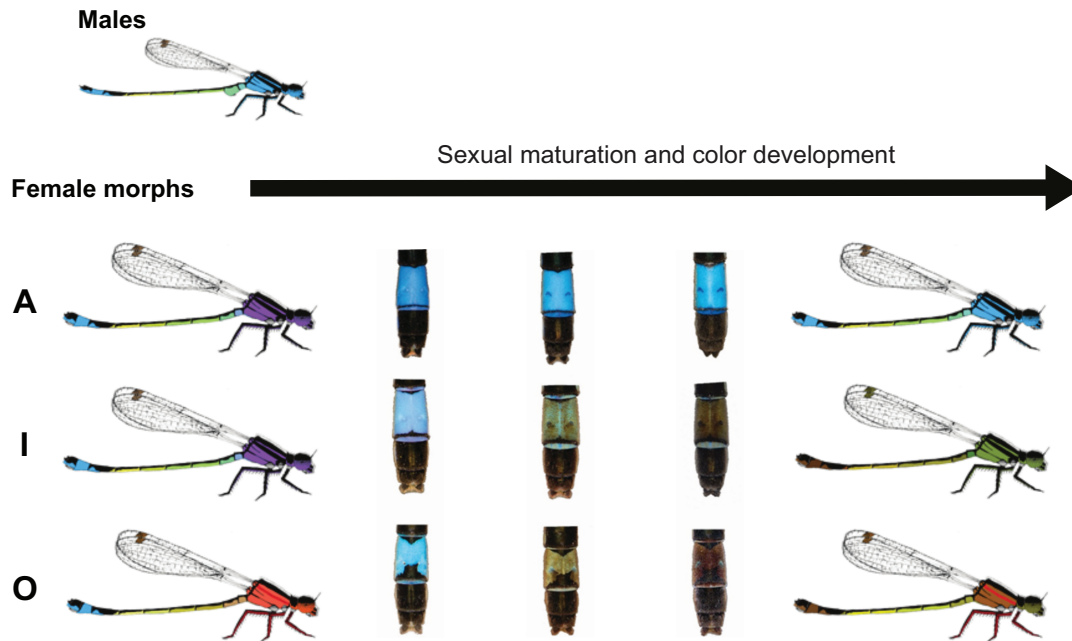 Males
Sexual maturation and color development
Female morphs
A
I
O